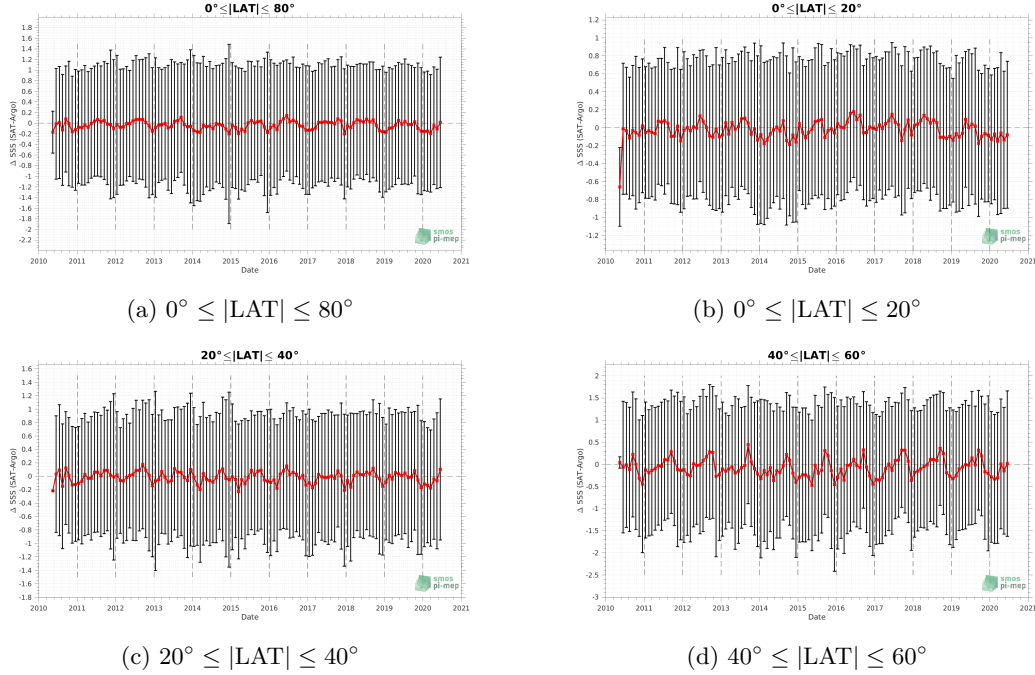 0°≤|LAT|≤ 80°
1.8
1.6
1.4
1.2
1
0.8
0.6
0.4
0.2
0
-0.2
-0.4
-0.6
-0.8
-1
-1.2
-1.4
-1.6
-1.8
-2
-2.2
Δ SSS (SAT-Argo)
2010 2011 2012 2013 2014 2015 2016 2017 2018 2019 2020 2021
Date
smos
pi-mep
(a) 0° ≤ |LAT| ≤ 80°
0°≤|LAT|≤ 20°
1.2
1
0.8
0.6
0.4
0.2
0
-0.2
-0.4
-0.6
-0.8
-1
-1.2
Δ SSS (SAT-Argo)
2010 2011 2012 2013 2014 2015 2016 2017 2018 2019 2020 2021
Date
smos
pi-mep
(b) 0° ≤ |LAT| ≤ 20°
20°≤|LAT|≤ 40°
1.6
1.4
1.2
1
0.8
0.6
0.4
0.2
0
-0.2
-0.4
-0.6
-0.8
-1
-1.2
-1.4
-1.6
-1.8
Δ SSS (SAT-Argo)
2010 2011 2012 2013 2014 2015 2016 2017 2018 2019 2020 2021
Date
smos
pi-mep
(c) 20° ≤ |LAT| ≤ 40°
40°≤|LAT|≤ 60°
2
1.5
1
0.5
0
-0.5
-1
-1.5
-2
-2.5
-3
Δ SSS (SAT-Argo)
2010 2011 2012 2013 2014 2015 2016 2017 2018 2019 2020 2021
Date
smos
pi-mep
(d) 40° ≤ |LAT| ≤ 60°